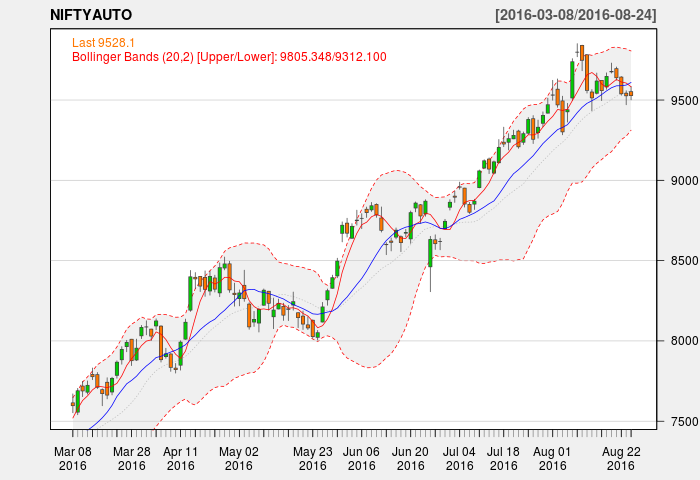 NIFTYAUTO [2016-03-08/2016-08-24]
Last 9528.1
Bollinger Bands (20,2) [Upper/Lower]: 9805.348/9312.100
9500
9000
8500
8000
7500
Mar 08 Mar 28 Apr 11 May 02 May 23 Jun 06 Jun 20 Jul 04 Jul 18 Aug 01 Aug 22
2016 2016 2016 2016 2016 2016 2016 2016 2016 2016 2016